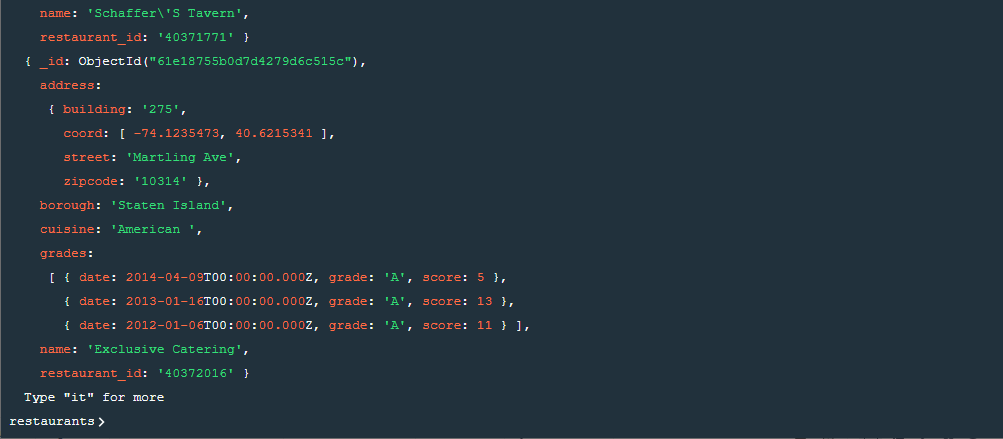 name: 'Schaffer\'S Tavern',
restaurant_id: '40371771' }
{ _id: ObjectId("61e18755b0d7d4279d6c515c"),
address:
{ building: '275',
coord: [ -74.1235473, 40.6215341 ],
street: 'Martling Ave',
zipcode: '10314' },
borough: 'Staten Island',
cuisine: 'American ',
grades:
[ { date: 2014-04-09T00:00:00.000Z, grade: 'A', score: 5 },
{ date: 2013-01-16T00:00:00.000Z, grade: 'A', score: 13 },
{ date: 2012-01-06T00:00:00.000Z, grade: 'A', score: 11 } ],
name: 'Exclusive Catering',
restaurant_id: '40372016' }
Type "it" for more
restaurants>